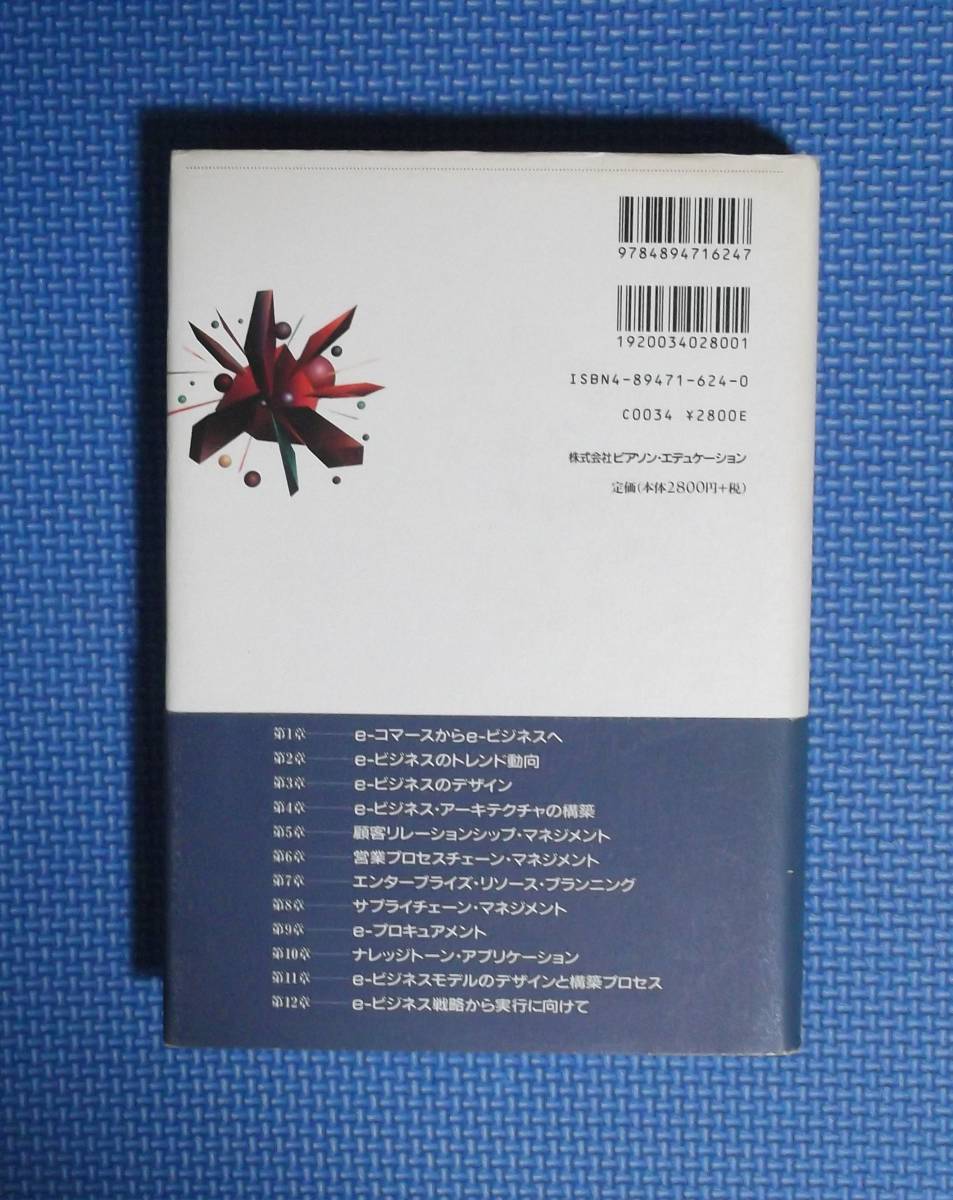 9784894716247
1920034028001
ISBN4-89471-624-0
C0034 ¥2800E
株式会社ピアソン・エデュケーション
定価(本体2800円+税)
第1章 e-コマースからe-ビジネスへ
第2章 e-ビジネスのトレンド動向
第3章 e-ビジネスのデザイン
第4章 e-ビジネス・アーキテクチャの構築
第5章 顧客リレーションシップ・マネジメント
第6章 営業プロセスチェーン・マネジメント
第7章 エンタープライズ・リソース・プランニング
第8章 サプライチェーン・マネジメント
第9章 e-プロキュアメント
第10章 ナレッジトーン・アプリケーション
第11章 e-ビジネスモデルのデザインと構築プロセス
第12章 e-ビジネス戦略から実行に向けて